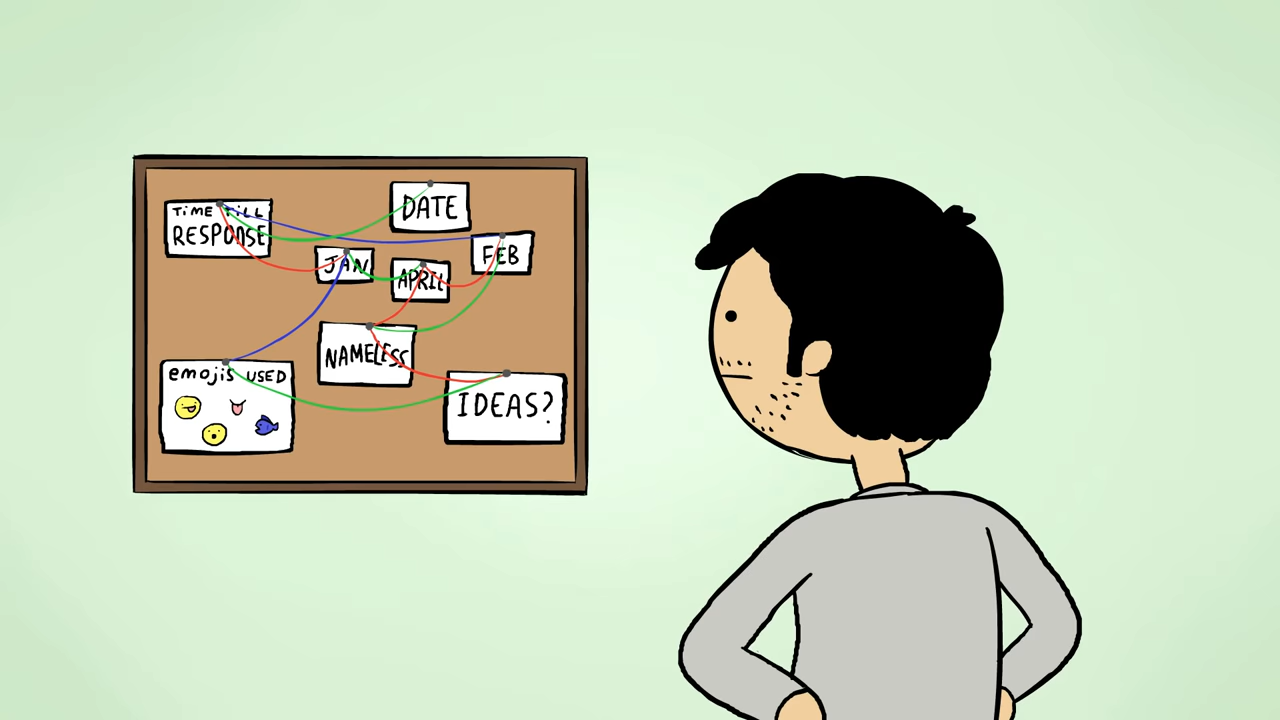 TiME TiLL
RESPONSE
DATE
JAN
APRIL
FEB
NAMELESS
emojis USED
IDEAS?